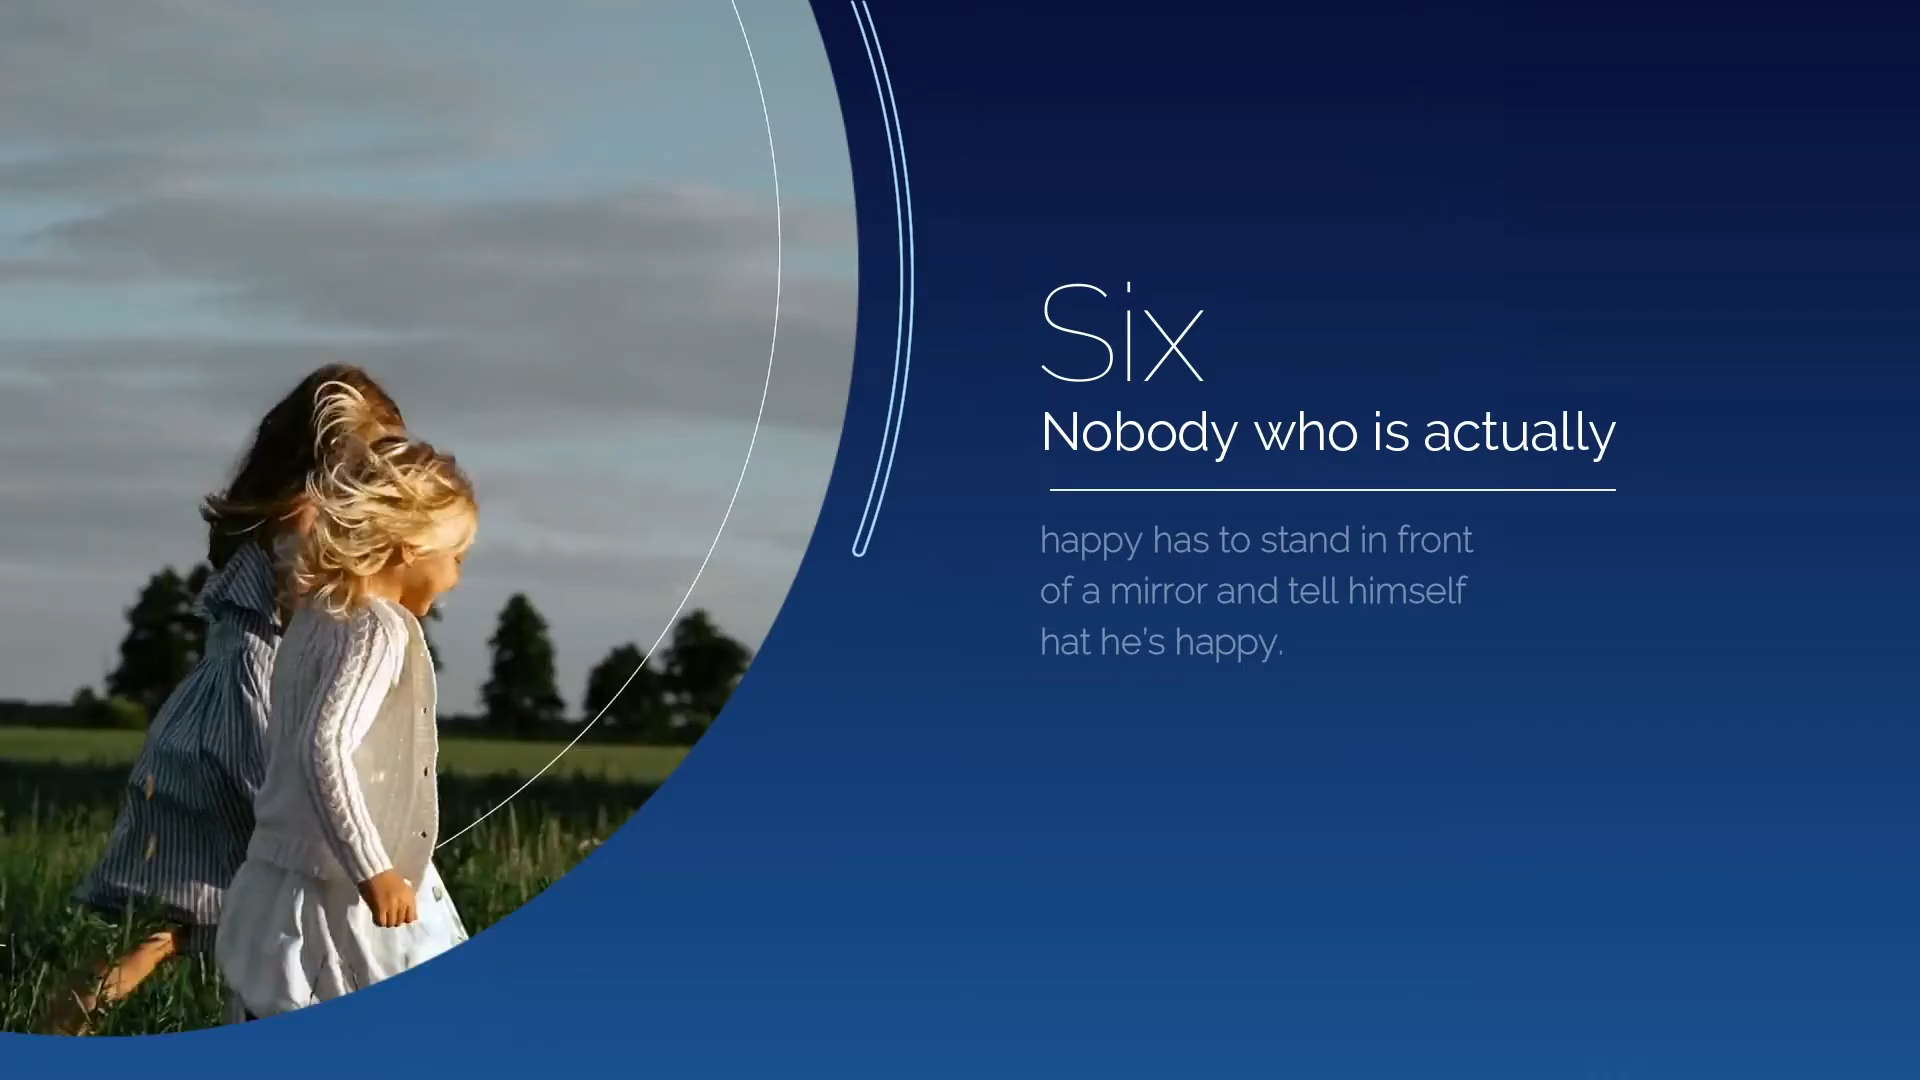 Six
Nobody who is actually
happy has to stand in front
of a mirror and tell himself
hat he's happy.